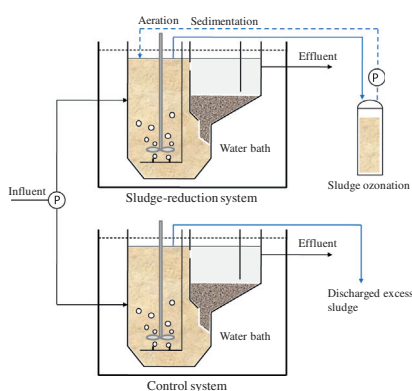 Aeration Sedimentation
Effluent
P
Water bath
Sludge ozonation
Influent
P
Sludge-reduction system
Effluent
Discharged excess
sludge
Water bath
Control system